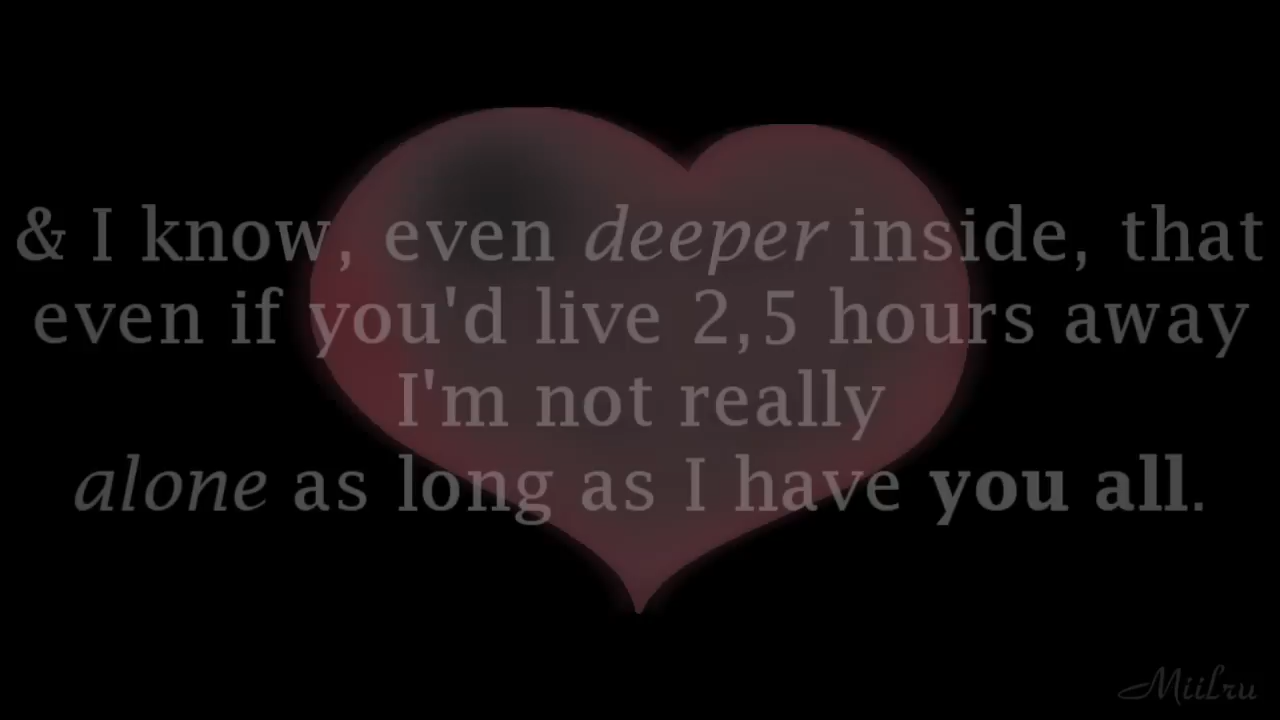 & I know, even deeper inside, that
even if you'd live 2,5 hours away
I'm not really
alone as long as I have you all.
Miilru